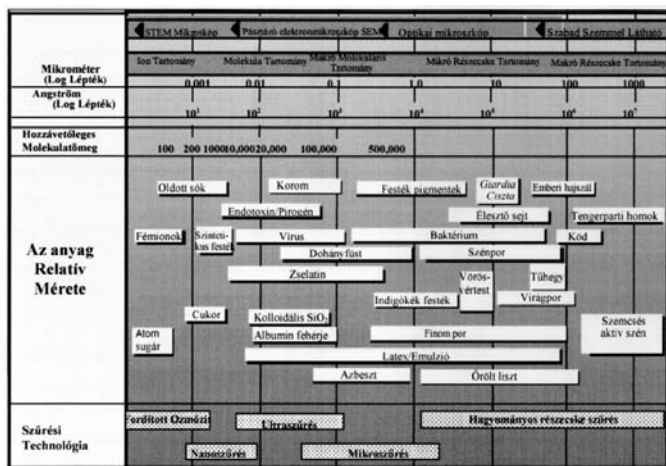 STEM Mikroskóp Pásztázó elektronmikroszkóp SEM Optikai mikroszkóp Szabad Szemmel Látható
Mikrométer (Log Lépték)
Ion Tartomány Molekula Tartomány Makró Molekuláris Tartomány Mikró Részecske Tartomány Makró Részecske Tartomány
0.001 0.01 0.1 1.0 10 100 1000
Angström (Log Lépték)
10¹ 10² 10³ 10⁴ 10⁵ 10⁶ 10⁷
Hozzávetőleges Molekulatömeg
100 200 1000 10,000 20,000 100,000 500,000
Az anyag Relatív Mérete
Oldott sók Korom Festék pigmentek Giardia Ciszta Emberi hajszál
Endotoxin/Pirogén Élesztő sejt Tengerparti homok
Fémionok Szinteti-kus festék Vírus Baktérium Köd
Dohányfüst Szénpor
Zselatin Vörös-vértest Tűhegy
Indigókék festék Virágpor
Cukor Kolloidális SiO₂ Szemcsés aktív szén
Atom sugár Albumin fehérje Finom por
Latex/Emulzió
Azbeszt Őrölt liszt
Szűrési Technológia
Fordított Ozmózis Ultraszűrés Hagyományos részecske szűrés
Nanoszűrés Mikroszűrés